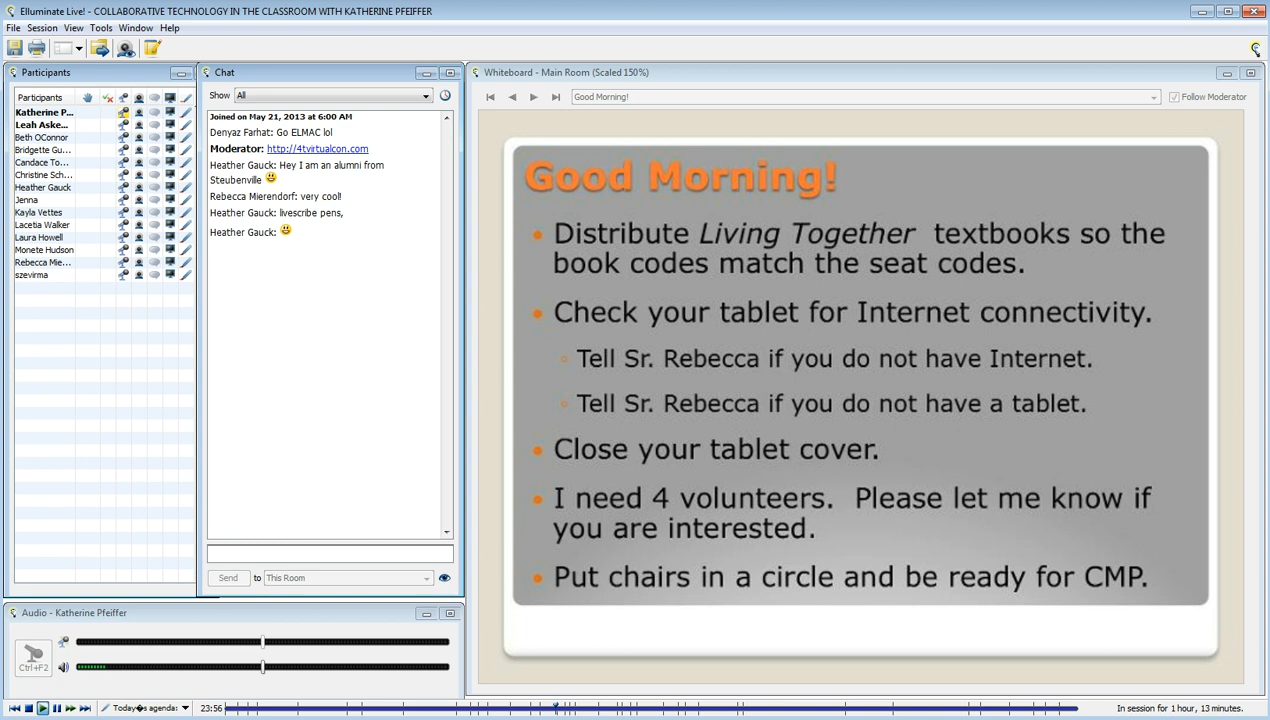 Elluminate Live! - COLLABORATIVE TECHNOLOGY IN THE CLASSROOM WITH KATHERINE PFEIFFER
File Session View Tools Window Help
Participants
Participants
Katherine P...
Leah Aske...
Beth OConnor
Bridgette Gu...
Candace To...
Christine Sch...
Heather Gauck
Jenna
Kayla Vettes
Lacetia Walker
Laura Howell
Monete Hudson
Rebecca Mie...
szevirma
Chat
Show All
Joined on May 21, 2013 at 6:00 AM
Denyaz Farhat: Go ELMAC lol
Moderator: http://4tvirtualcon.com
Heather Gauck: Hey I am an alumni from
Steubenville
Rebecca Mierendorf: very cool!
Heather Gauck: livescribe pens,
Heather Gauck:
Send to This Room
Audio - Katherine Pfeiffer
Ctrl+F2
Whiteboard - Main Room (Scaled 150%)
Good Morning! Follow Moderator
Good Morning!
Distribute Living Together textbooks so the
book codes match the seat codes.
Check your tablet for Internet connectivity.
Tell Sr. Rebecca if you do not have Internet.
Tell Sr. Rebecca if you do not have a tablet.
Close your tablet cover.
I need 4 volunteers. Please let me know if
you are interested.
Put chairs in a circle and be ready for CMP.
Today�s agenda: 23:56 In session for 1 hour, 13 minutes.